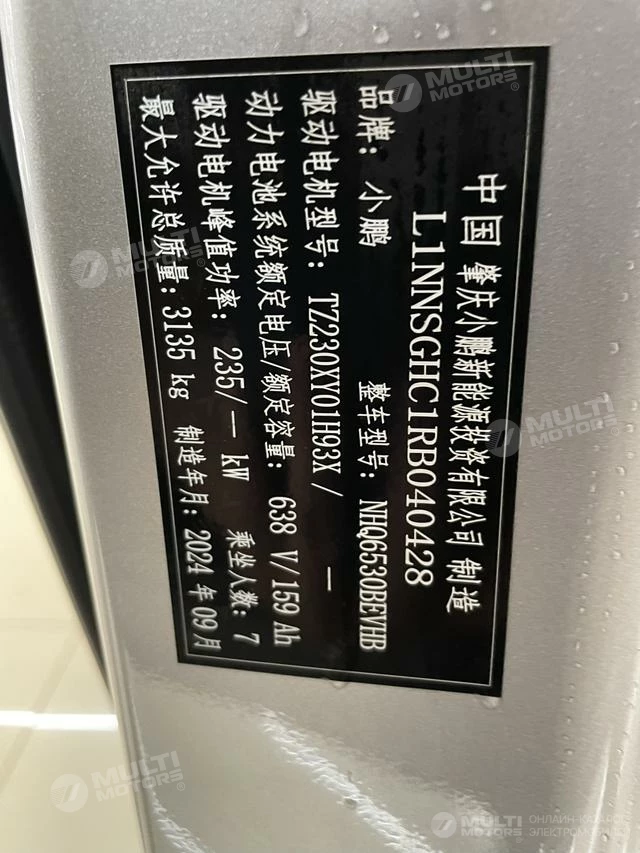 中国 肇庆小鹏新能源投资有限公司 制造
L1NNSGHC1RB040428
品牌: 小鹏 整车型号: NHQ6530BEVHB
驱动电机型号: TZ230XY01H93X / —
动力电池系统额定电压/额定容量: 638 V/159 Ah
驱动电机峰值功率: 235/— kW 乘坐人数: 7
最大允许总质量: 3135 kg 制造年月: 2024 年 09 月
MULTI
MOTORS®
MULTI
MOTORS®
MULTI
MOTORS®
MULTI
MOTORS®
MULTI
MOTORS®
ОНЛАЙН-КАТАЛОГ
ЭЛЕКТРОМОБИЛЕЙ